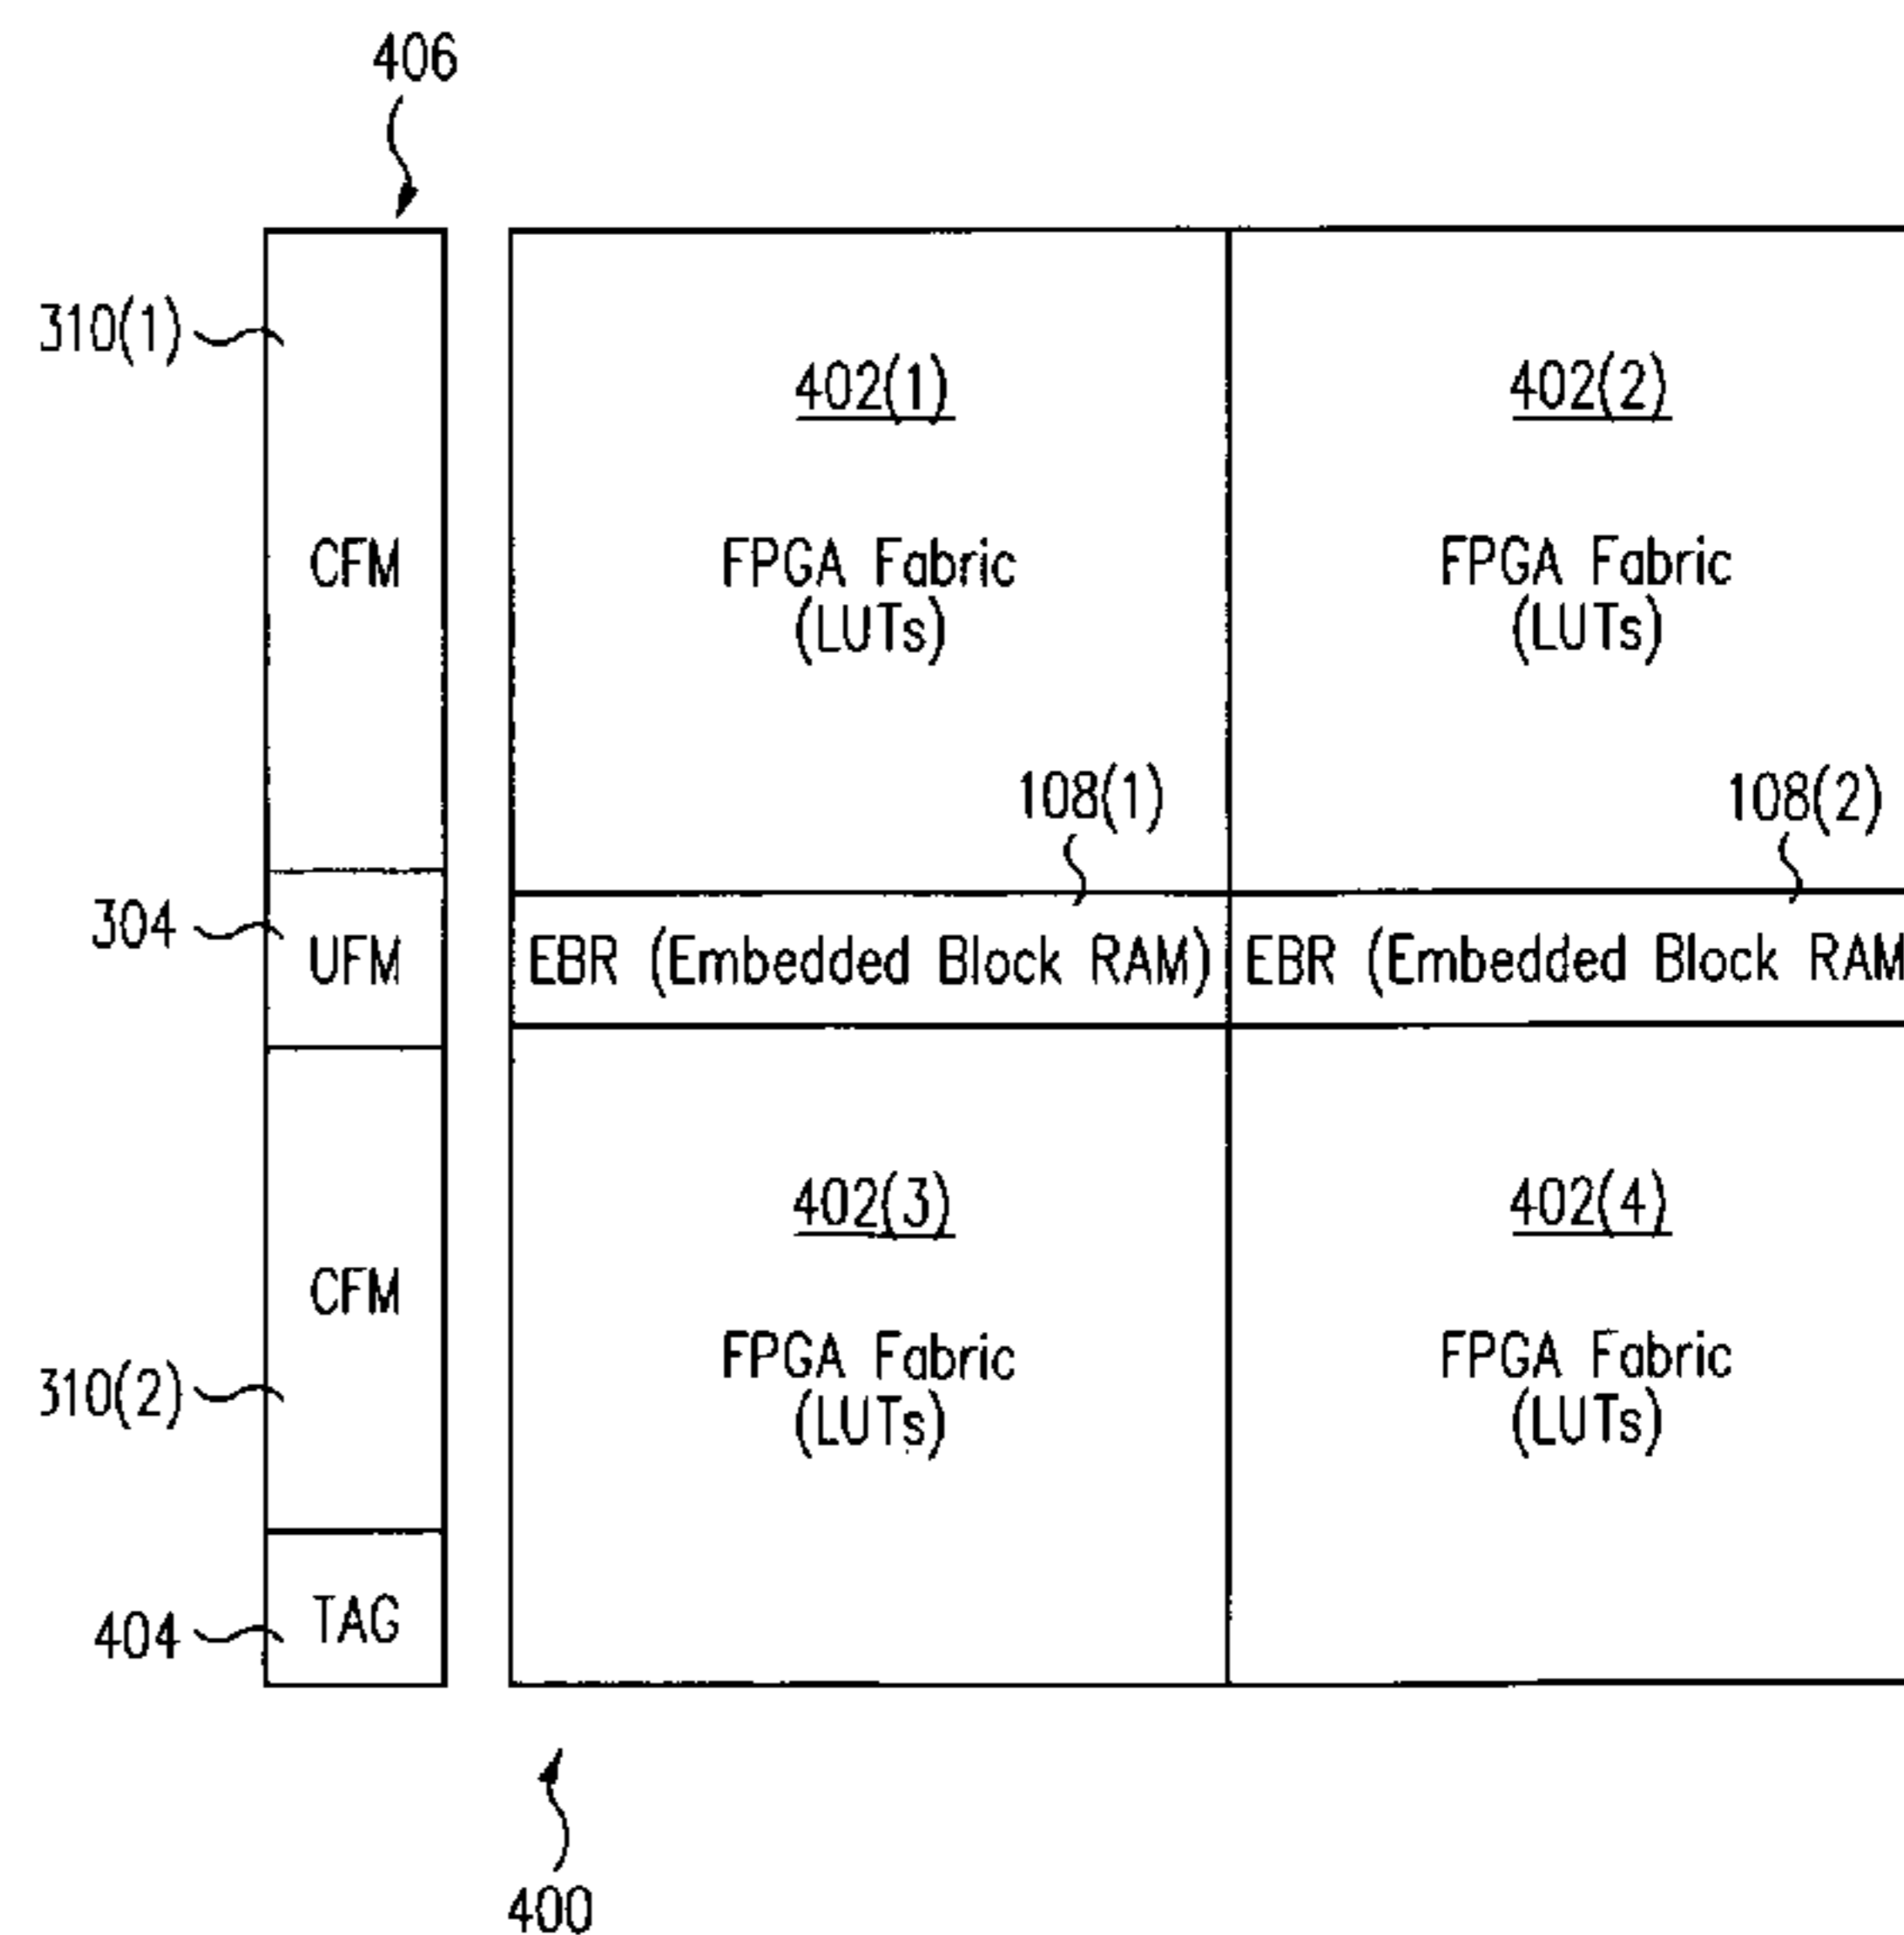 406
310(1)
402(1)
402(2)
CFM
FPGA Fabric
(LUTs)
FPGA Fabric
(LUTs)
108(1)
108(2)
304
UFM
EBR (Embedded Block RAM)
EBR (Embedded Block RAM
402(3)
402(4)
CFM
310(2)
FPGA Fabric
(LUTs)
FPGA Fabric
(LUTs)
404
TAG
400